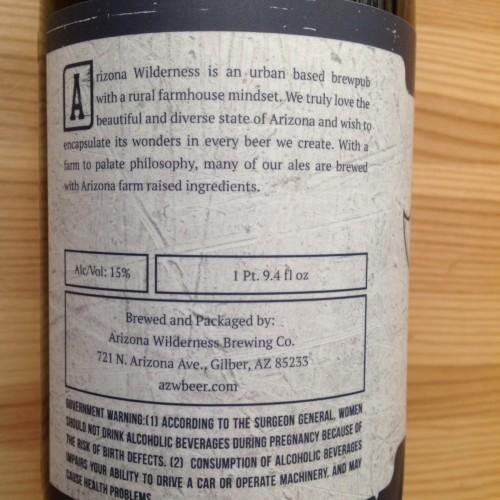 Arizona Wilderness is an urban based brewpub
with a rural farmhouse mindset. We truly love the
beautiful and diverse state of Arizona and wish to
encapsulate its wonders in every beer we create. With a
farm to palate philosophy, many of our ales are brewed
with Arizona farm raised ingredients.
Alc/Vol: 15%
1 Pt. 9.4 fl oz
Brewed and Packaged by:
Arizona Wilderness Brewing Co.
721 N. Arizona Ave., Gilber, AZ 85233
azwbeer.com
GOVERNMENT WARNING:(1) ACCORDING TO THE SURGEON GENERAL, WOMEN
SHOULD NOT DRINK ALCOHOLIC BEVERAGES DURING PREGNANCY BECAUSE OF
THE RISK OF BIRTH DEFECTS. (2) CONSUMPTION OF ALCOHOLIC BEVERAGES
IMPAIRS YOUR ABILITY TO DRIVE A CAR OR OPERATE MACHINERY, AND MAY
CAUSE HEALTH PROBLEMS.